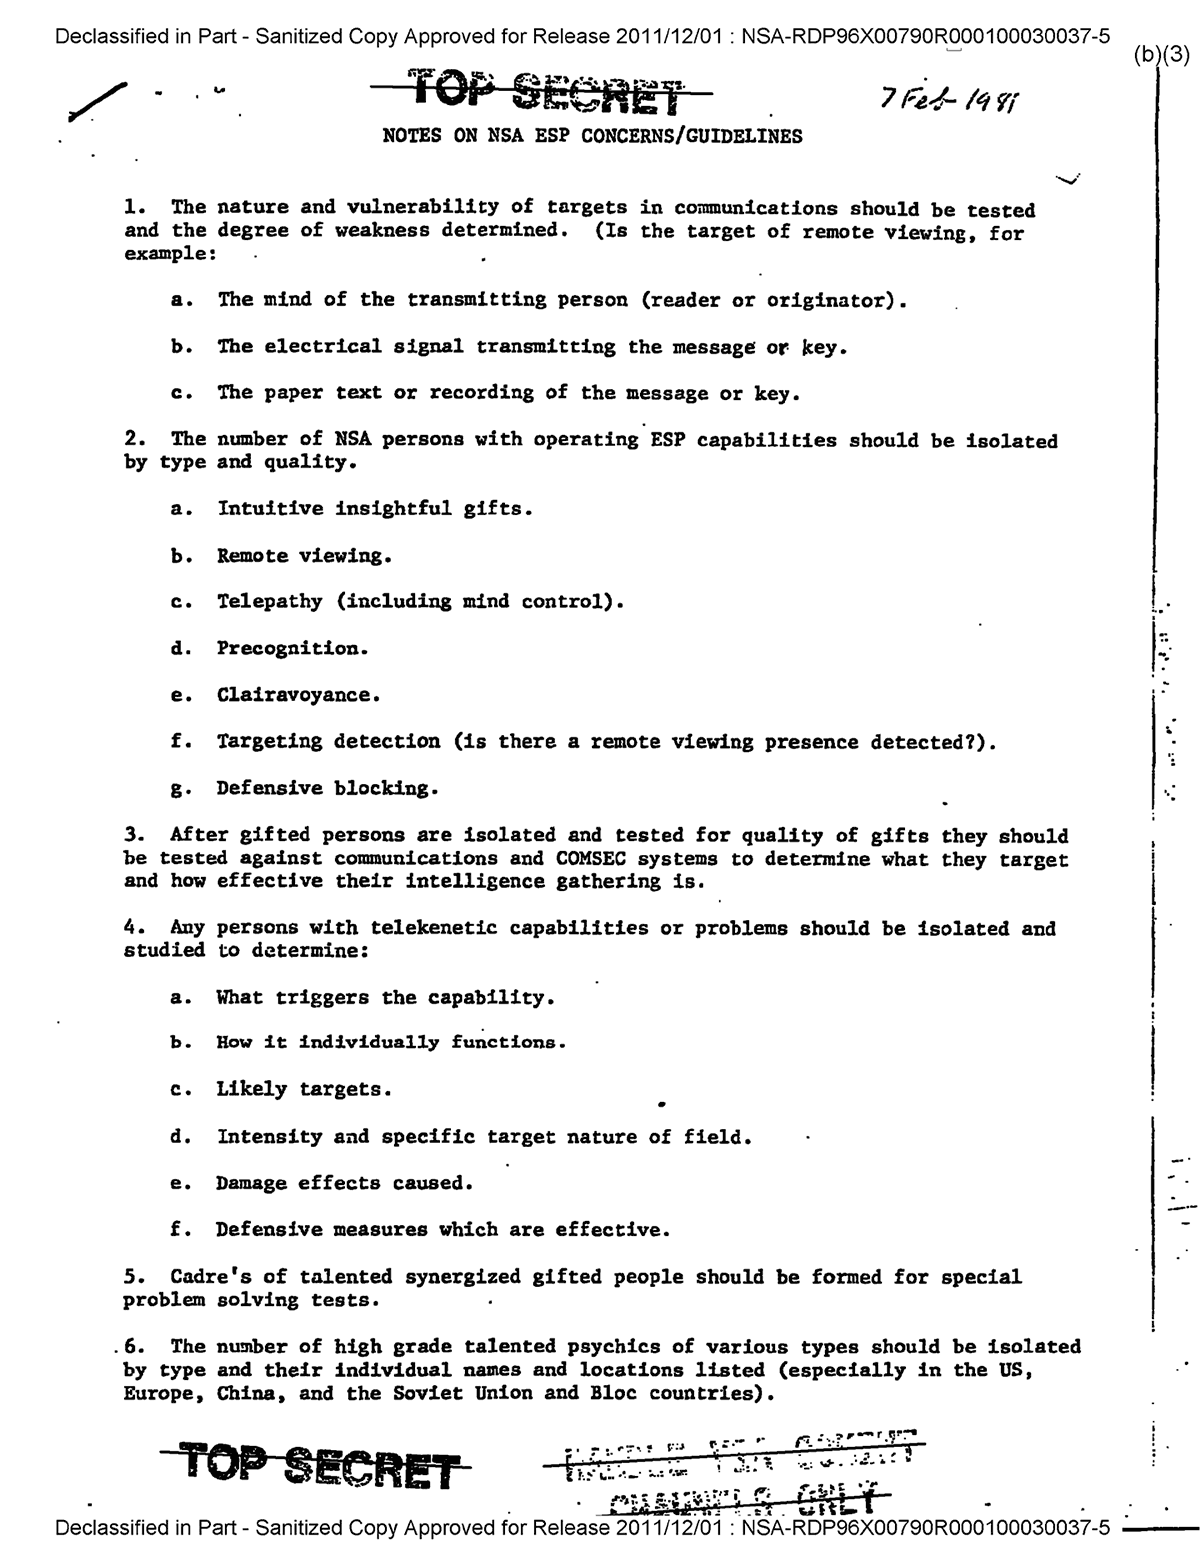 Declassified in Part - Sanitized Copy Approved for Release 2011/12/01 : NSA-RDP96X00790R000100030037-5
(b)(3)
TOP SECRET
7 Feb 1981
NOTES ON NSA ESP CONCERNS/GUIDELINES
1. The nature and vulnerability of targets in communications should be tested
and the degree of weakness determined. (Is the target of remote viewing, for
example:
a. The mind of the transmitting person (reader or originator).
b. The electrical signal transmitting the message or key.
c. The paper text or recording of the message or key.
2. The number of NSA persons with operating ESP capabilities should be isolated
by type and quality.
a. Intuitive insightful gifts.
b. Remote viewing.
c. Telepathy (including mind control).
d. Precognition.
e. Clairavoyance.
f. Targeting detection (is there a remote viewing presence detected?).
g. Defensive blocking.
3. After gifted persons are isolated and tested for quality of gifts they should
be tested against communications and COMSEC systems to determine what they target
and how effective their intelligence gathering is.
4. Any persons with telekenetic capabilities or problems should be isolated and
studied to determine:
a. What triggers the capability.
b. How it individually functions.
c. Likely targets.
d. Intensity and specific target nature of field.
e. Damage effects caused.
f. Defensive measures which are effective.
5. Cadre's of talented synergized gifted people should be formed for special
problem solving tests.
6. The number of high grade talented psychics of various types should be isolated
by type and their individual names and locations listed (especially in the US,
Europe, China, and the Soviet Union and Bloc countries).
TOP SECRET
CHANNELS ONLY
Declassified in Part - Sanitized Copy Approved for Release 2011/12/01 : NSA-RDP96X00790R000100030037-5